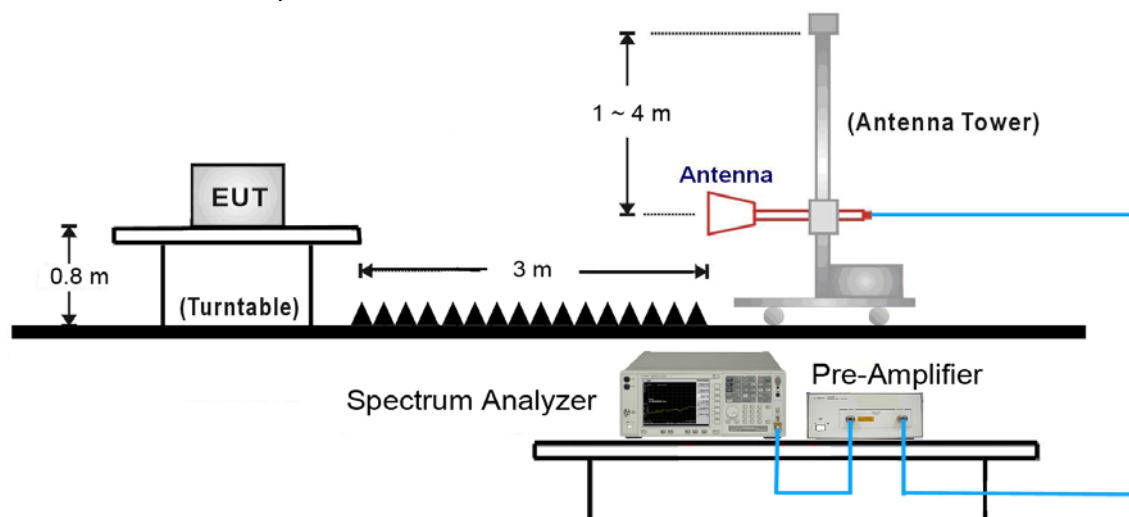 1 ~ 4 m
(Antenna Tower)
Antenna
EUT
0.8 m
3 m
(Turntable)
Spectrum Analyzer
Pre-Amplifier